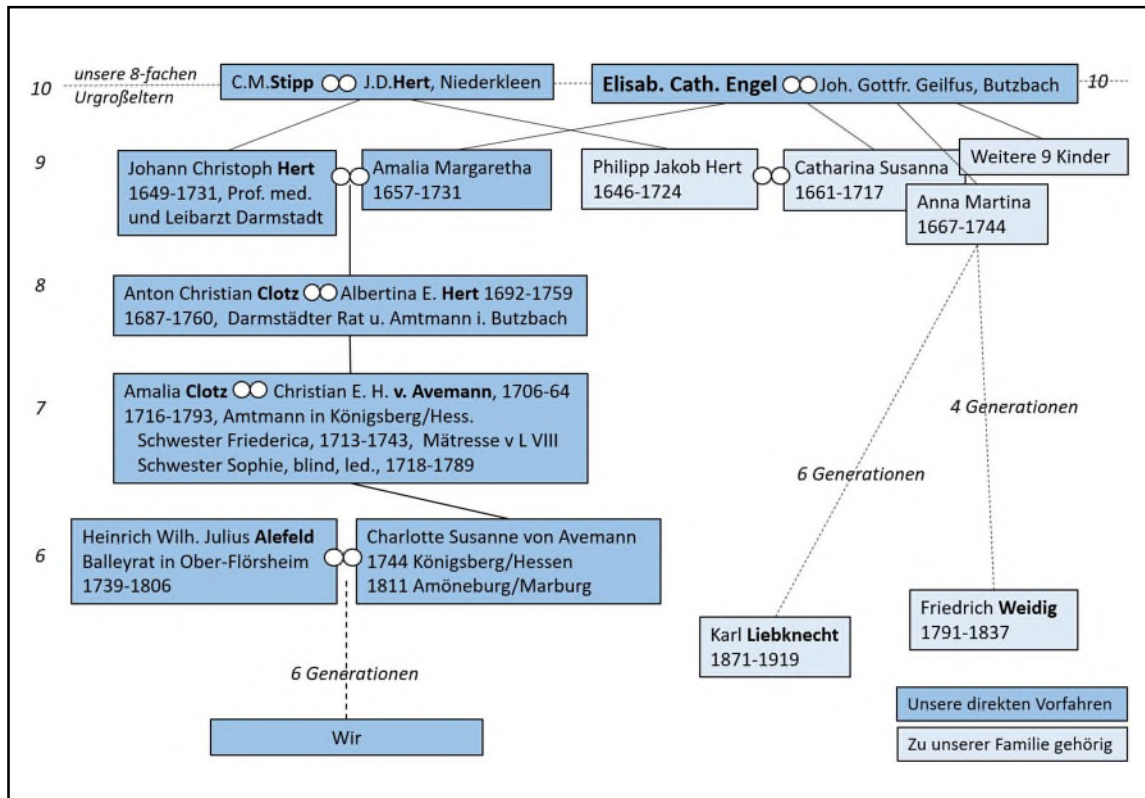 unsere 8-fachen
Urgroßeltern
10
C.M.Stipp J.D.Hert, Niederkleen
Elisab. Cath. Engel Joh. Gottfr. Geilfus, Butzbach
10
9
Johann Christoph Hert
1649-1731, Prof. med.
und Leibarzt Darmstadt
Amalia Margaretha
1657-1731
Philipp Jakob Hert
1646-1724
Catharina Susanna
1661-1717
Weitere 9 Kinder
Anna Martina
1667-1744
8
Anton Christian Clotz Albertina E. Hert 1692-1759
1687-1760, Darmstädter Rat u. Amtmann i. Butzbach
7
Amalia Clotz Christian E. H. v. Avemann, 1706-64
1716-1793, Amtmann in Königsberg/Hess.
Schwester Friederica, 1713-1743, Mätresse v L VIII
Schwester Sophie, blind, led., 1718-1789
4 Generationen
6 Generationen
6
Heinrich Wilh. Julius Alefeld
Balleyrat in Ober-Flörsheim
1739-1806
Charlotte Susanne von Avemann
1744 Königsberg/Hessen
1811 Amöneburg/Marburg
Karl Liebknecht
1871-1919
Friedrich Weidig
1791-1837
6 Generationen
Wir
Unsere direkten Vorfahren
Zu unserer Familie gehörig